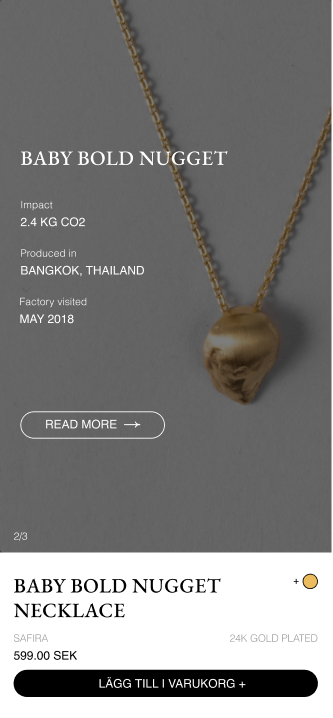 BABY BOLD NUGGET
Impact
2.4 KG CO2
Produced in
BANGKOK, THAILAND
Factory visited
MAY 2018
READ MORE →
2/3
BABY BOLD NUGGET
NECKLACE
+
SAFIRA
24K GOLD PLATED
599.00 SEK
LÄGG TILL I VARUKORG +